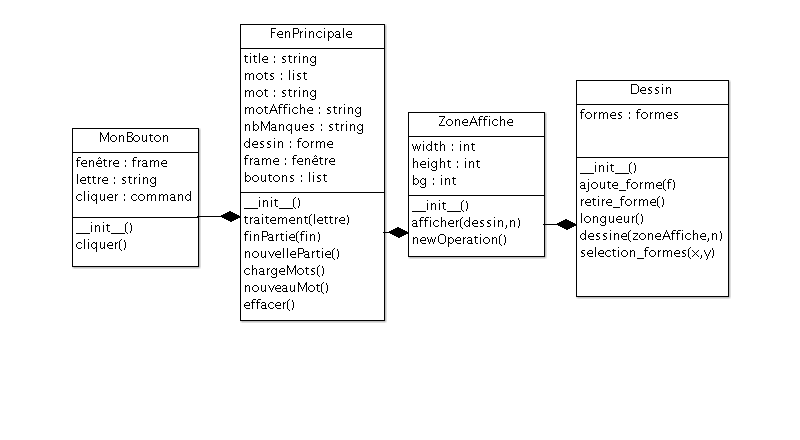 MonBouton
fenêtre : frame
lettre : string
cliquer : command
__init__()
cliquer()
FenPrincipale
title : string
mots : list
mot : string
motAffiche : string
nbManques : string
dessin : forme
frame : fenêtre
boutons : list
__init__()
traitement(lettre)
finPartie(fin)
nouvellePartie()
chargeMots()
nouveauMot()
effacer()
ZoneAffiche
width : int
height : int
bg : int
__init__()
afficher(dessin,n)
newOperation()
Dessin
formes : formes
__init__()
ajoute_forme(f)
retire_forme()
longueur()
dessine(zoneAffiche,n)
selection_formes(x,y)